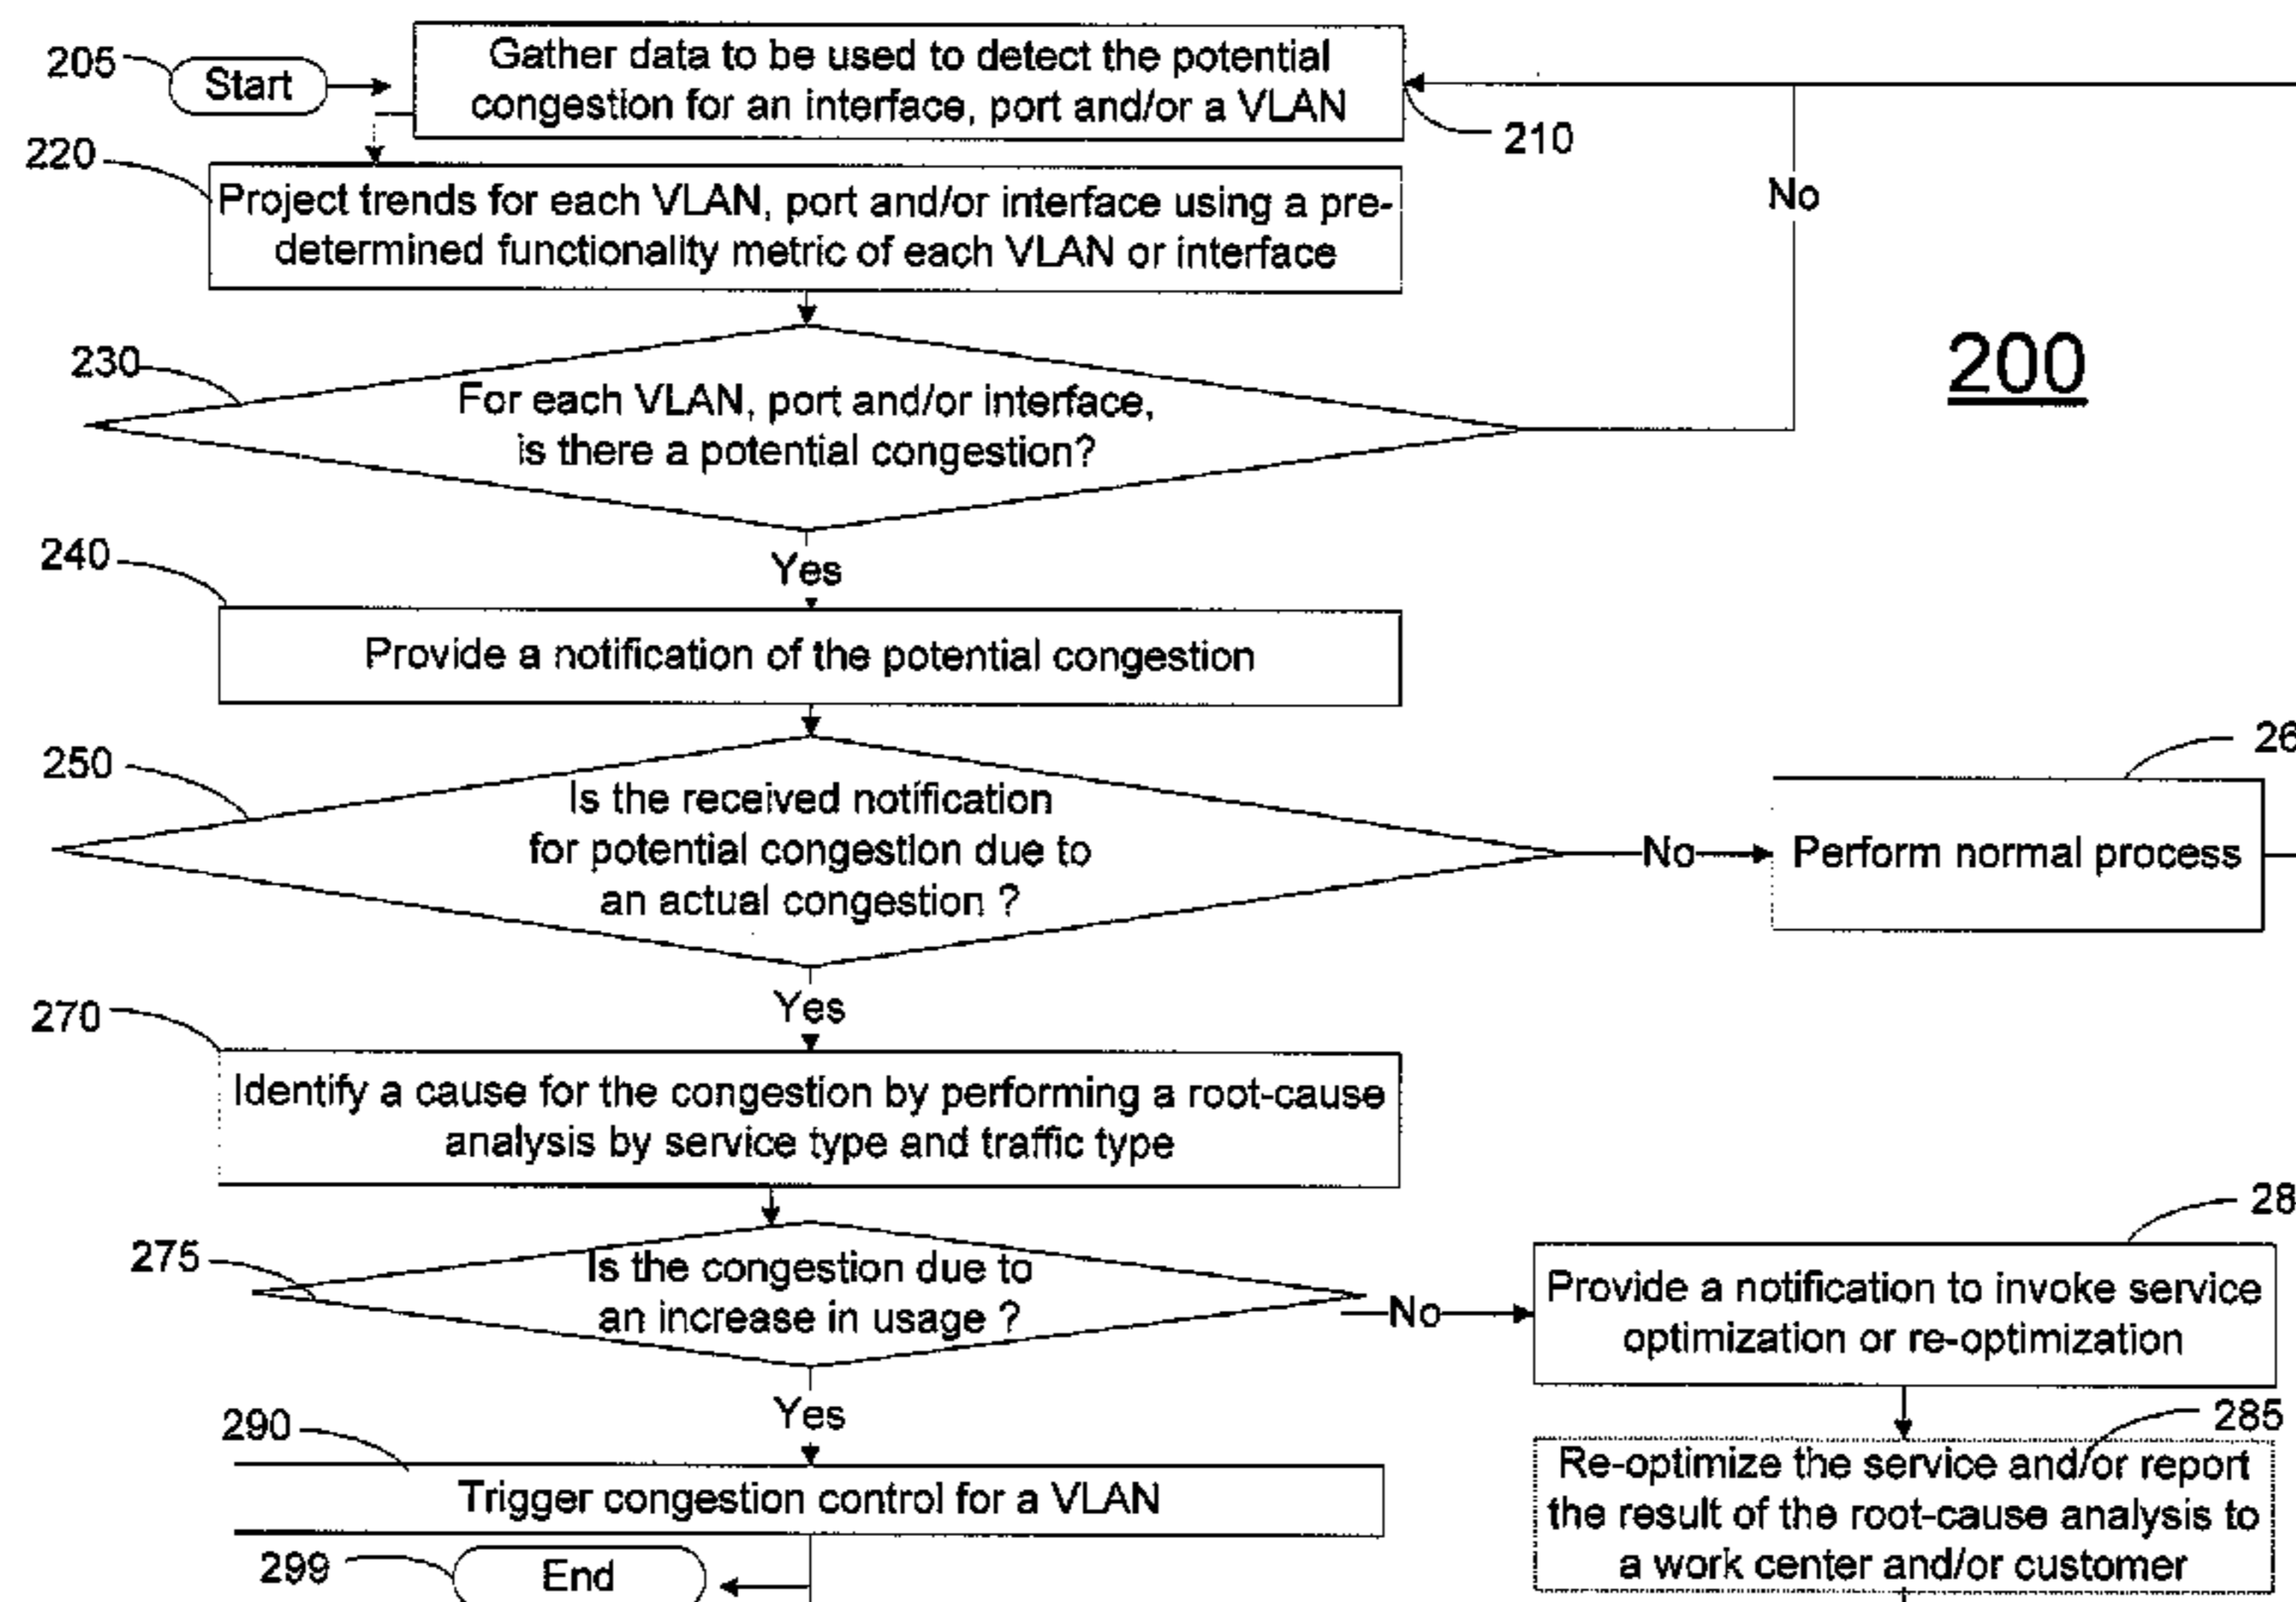 205
Start
Gather data to be used to detect the potential
congestion for an interface, port and/or a VLAN
210
220
Project trends for each VLAN, port and/or interface using a pre-
determined functionality metric of each VLAN or interface
No
200
230
For each VLAN, port and/or interface,
is there a potential congestion?
Yes
240
Provide a notification of the potential congestion
250
Is the received notification
for potential congestion due to
an actual congestion ?
No
26
Perform normal process
Yes
270
Identify a cause for the congestion by performing a root-cause
analysis by service type and traffic type
275
Is the congestion due to
an increase in usage ?
No
28
Provide a notification to invoke service
optimization or re-optimization
Yes
285
Re-optimize the service and/or report
the result of the root-cause analysis to
a work center and/or customer
290
Trigger congestion control for a VLAN
299
End